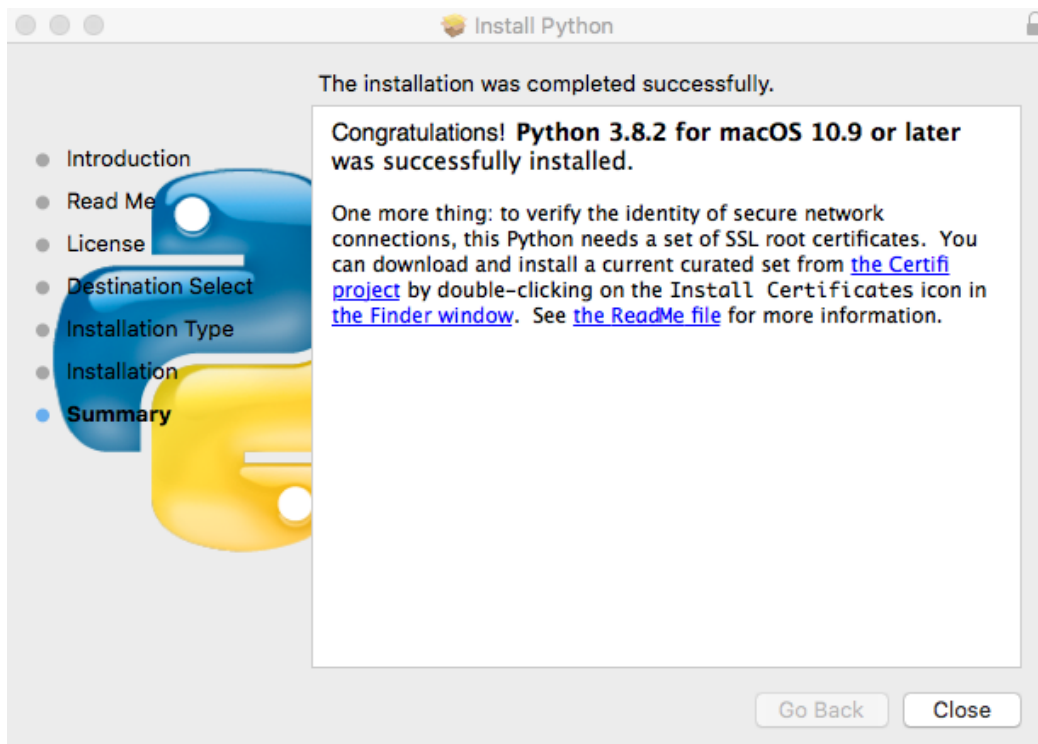 Install Python
The installation was completed successfully.
Introduction
Read Me
License
Destination Select
Installation Type
Installation
Summary
Congratulations! Python 3.8.2 for macOS 10.9 or later
was successfully installed.
One more thing: to verify the identity of secure network
connections, this Python needs a set of SSL root certificates.  You
can download and install a current curated set from the Certifi
project by double-clicking on the Install Certificates icon in
the Finder window.  See the ReadMe file for more information.
Go Back
Close